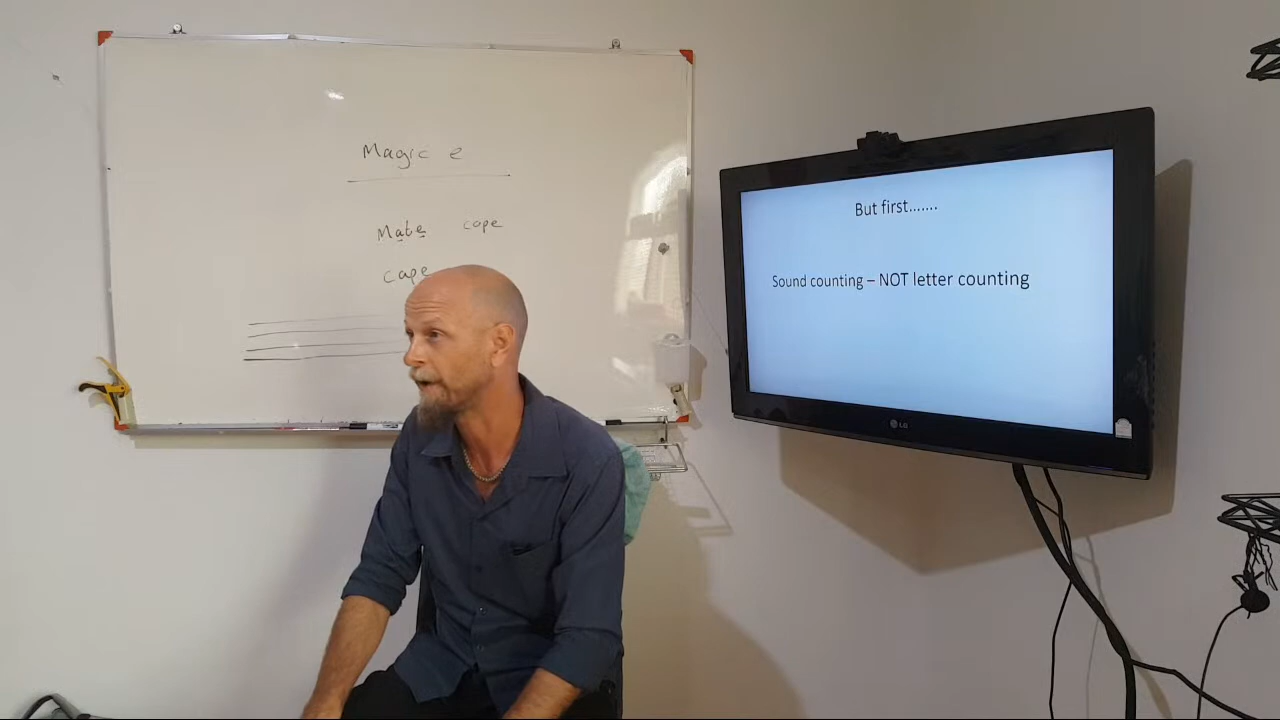 Magic e
Mate cope
cape
But first.......
Sound counting – NOT letter counting
LG